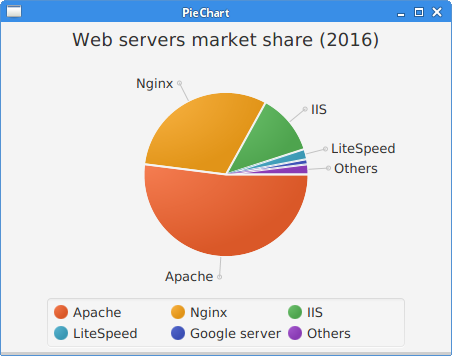 PieChart
Web servers market share (2016)
Nginx
IIS
LiteSpeed
Others
Apache
Apache Nginx IIS
LiteSpeed Google server Others